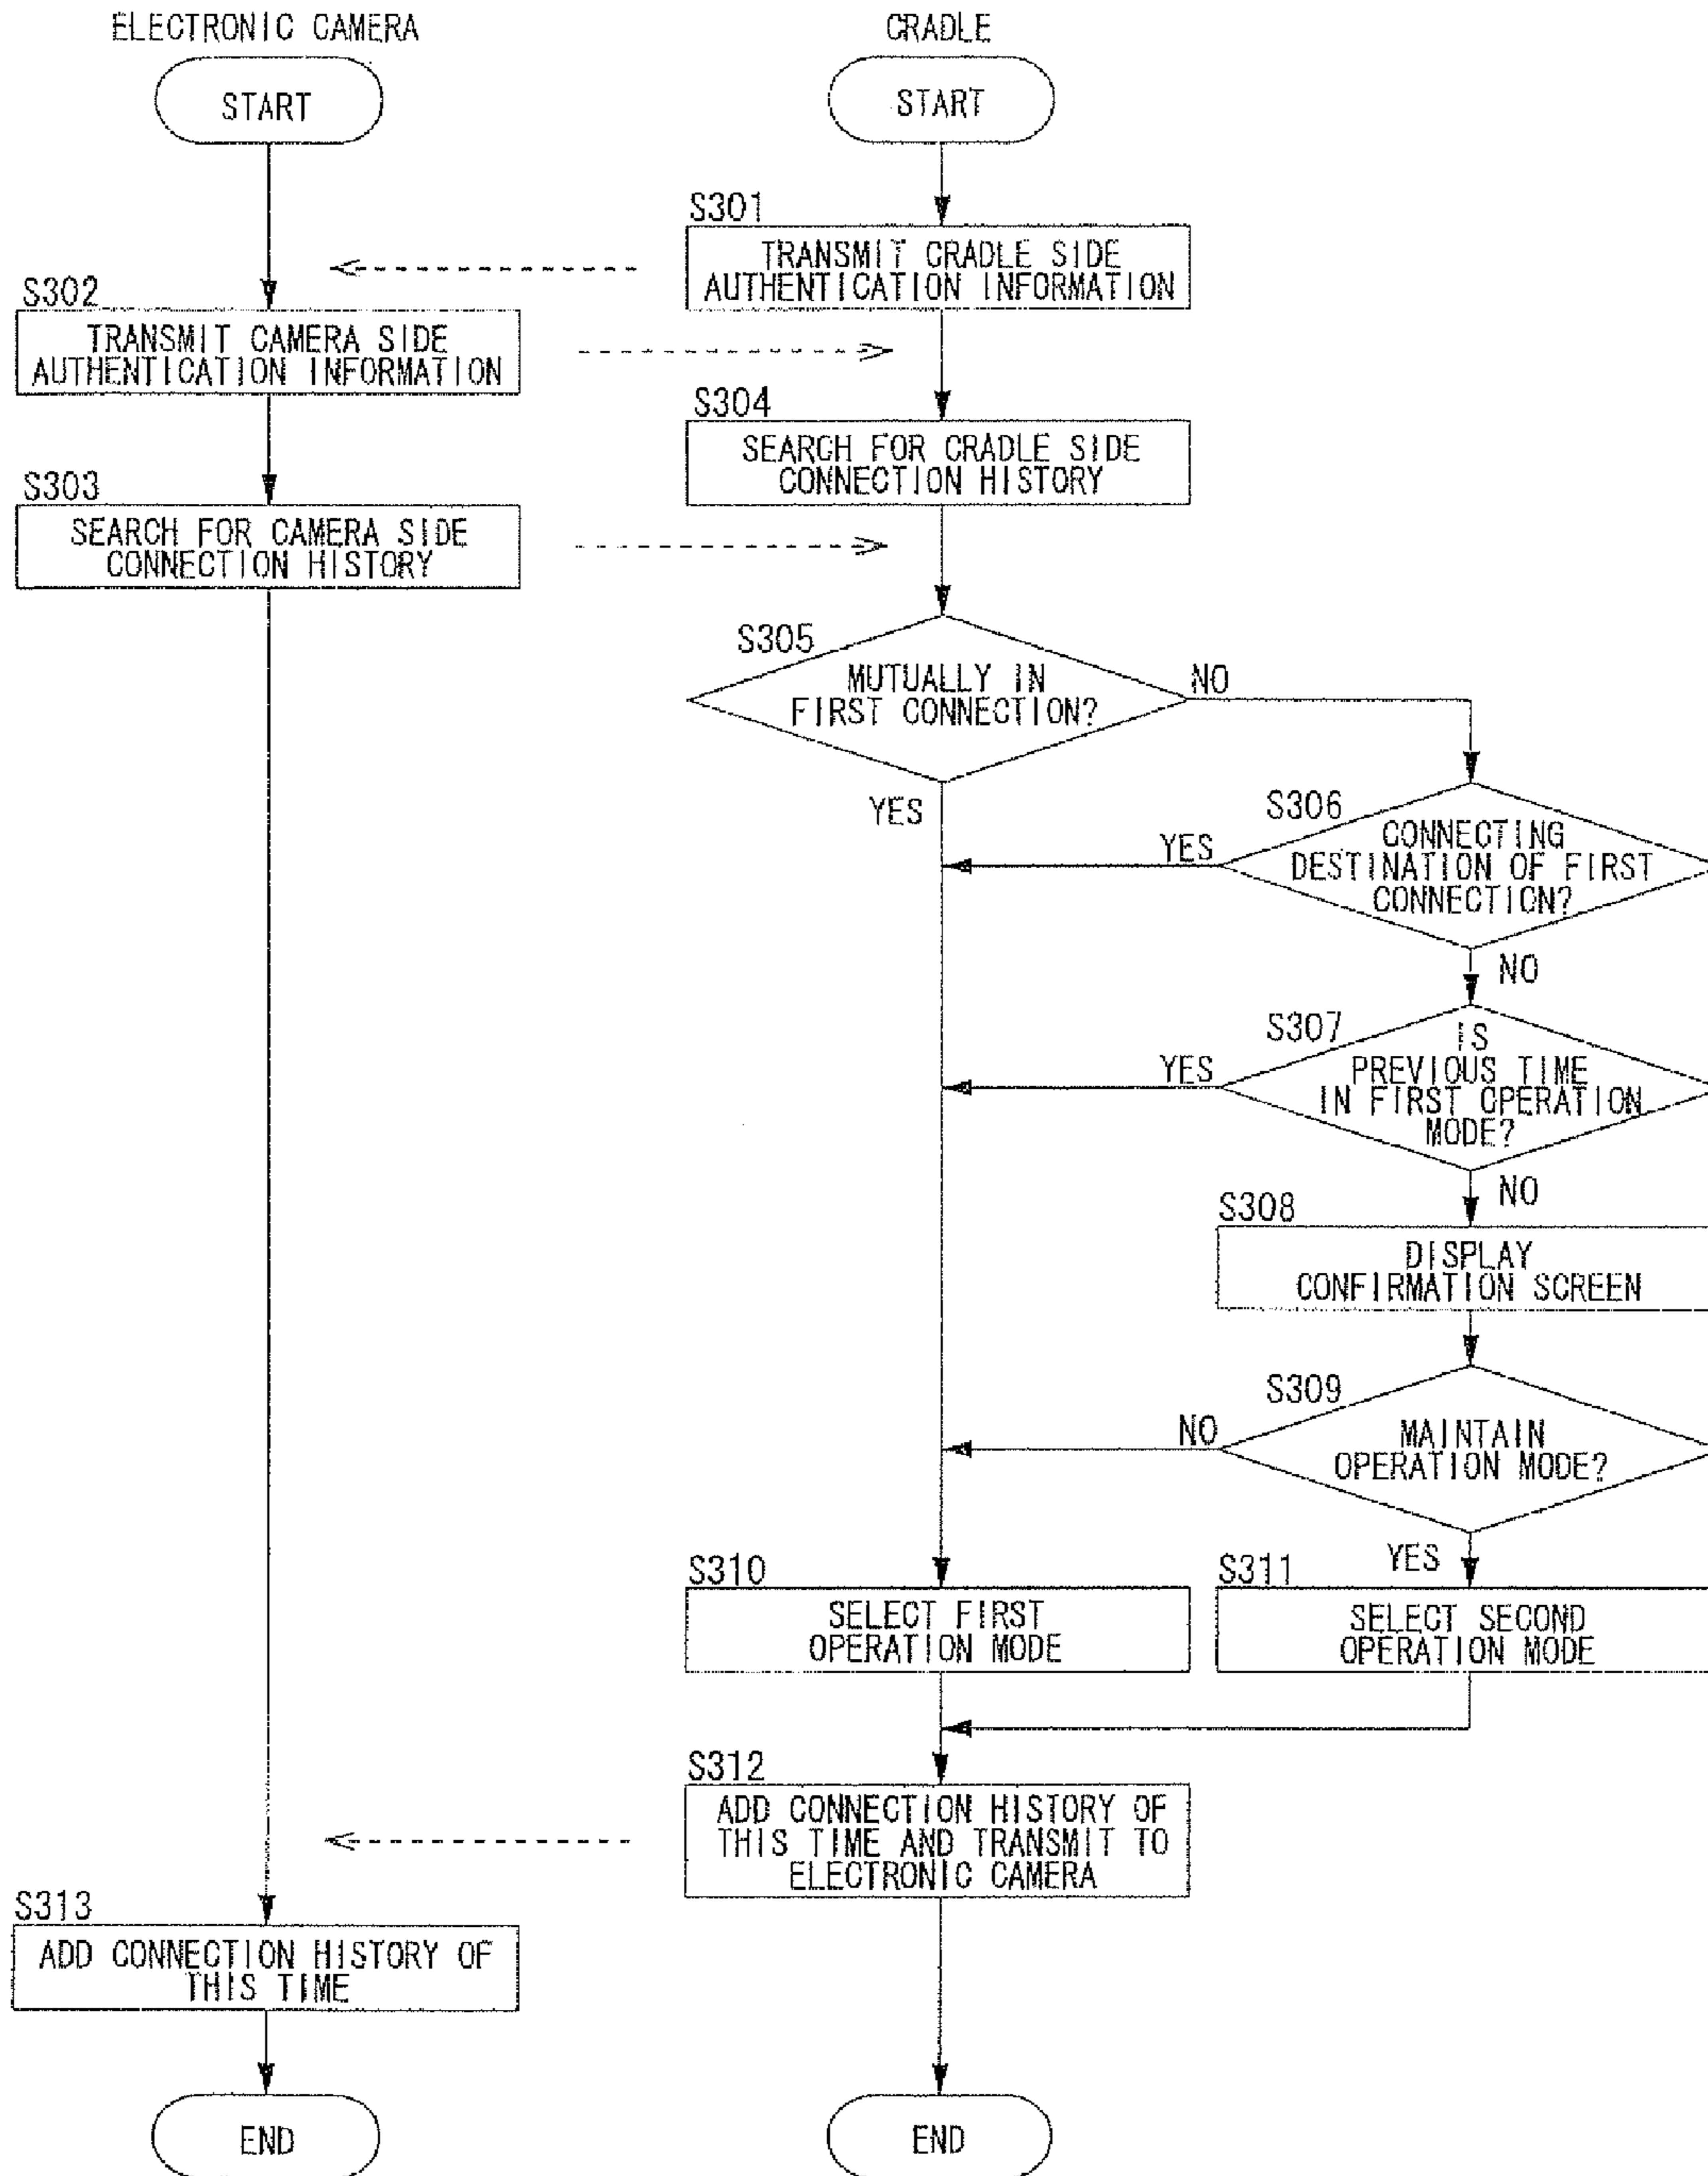 ELECTRONIC CAMERA
CRADLE
START
START
S301
TRANSMIT CRADLE SIDE
AUTHENTICATION INFORMATION
S302
TRANSMIT CAMERA SIDE
AUTHENTICATION INFORMATION
S304
SEARCH FOR CRADLE SIDE
CONNECTION HISTORY
S303
SEARCH FOR CAMERA SIDE
CONNECTION HISTORY
S305
MUTUALLY IN
FIRST CONNECTION?
NO
YES
S306
CONNECTING
DESTINATION OF FIRST
CONNECTION?
YES
NO
S307
IS
PREVIOUS TIME
IN FIRST OPERATION
MODE?
YES
NO
S308
DISPLAY
CONFIRMATION SCREEN
S309
MAINTAIN
OPERATION MODE?
NO
YES
S310
SELECT FIRST
OPERATION MODE
S311
SELECT SECOND
OPERATION MODE
S312
ADD CONNECTION HISTORY OF
THIS TIME AND TRANSMIT TO
ELECTRONIC CAMERA
S313
ADD CONNECTION HISTORY OF
THIS TIME
END
END